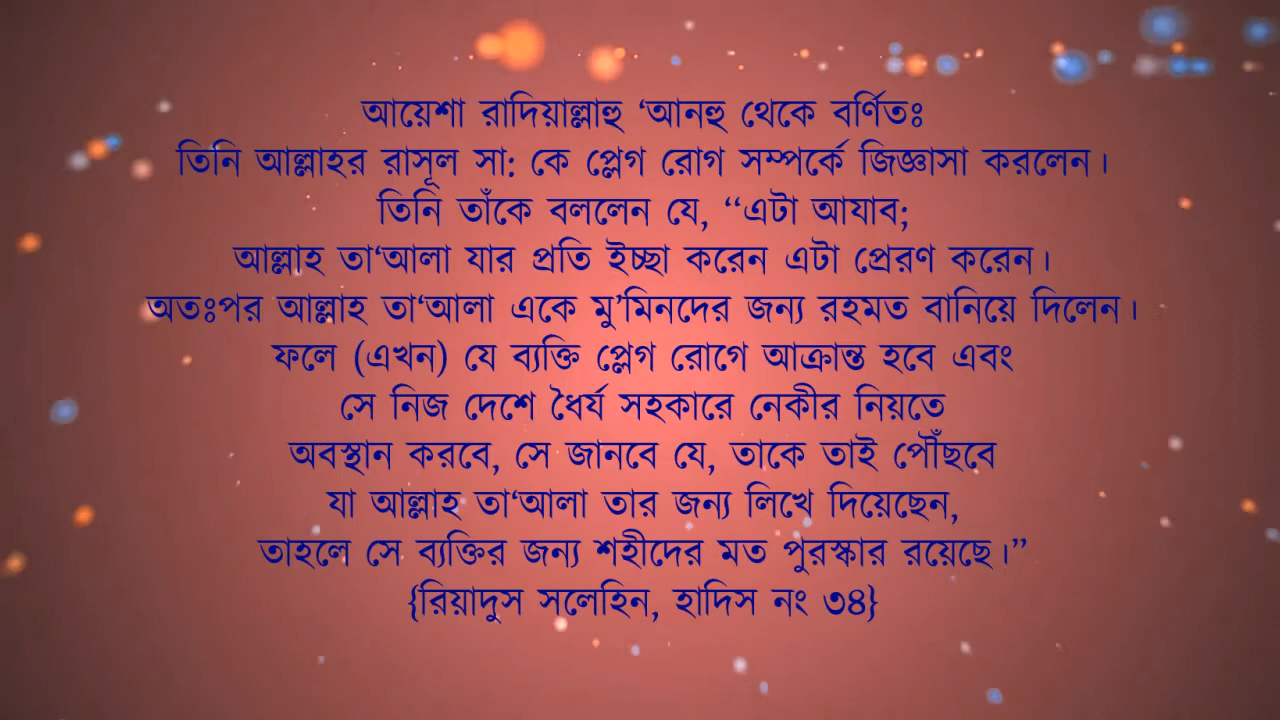 আয়েশা রাদিয়াল্লাহু ‘আনহু থেকে বর্ণিতঃ
তিনি আল্লাহর রাসূল সা: কে প্লেগ রোগ সম্পর্কে জিজ্ঞাসা করলেন।
তিনি তাঁকে বললেন যে, ‘‘এটা আযাব;
আল্লাহ তা‘আলা যার প্রতি ইচ্ছা করেন এটা প্রেরণ করেন।
অতঃপর আল্লাহ তা‘আলা একে মু’মিনদের জন্য রহমত বানিয়ে দিলেন।
ফলে (এখন) যে ব্যক্তি প্লেগ রোগে আক্রান্ত হবে এবং
সে নিজ দেশে ধৈর্য সহকারে নেকীর নিয়তে
অবস্থান করবে, সে জানবে যে, তাকে তাই পৌঁছবে
যা আল্লাহ তা‘আলা তার জন্য লিখে দিয়েছেন,
তাহলে সে ব্যক্তির জন্য শহীদের মত পুরস্কার রয়েছে।”
{রিয়াদুস সলেহিন, হাদিস নং ৩৪}